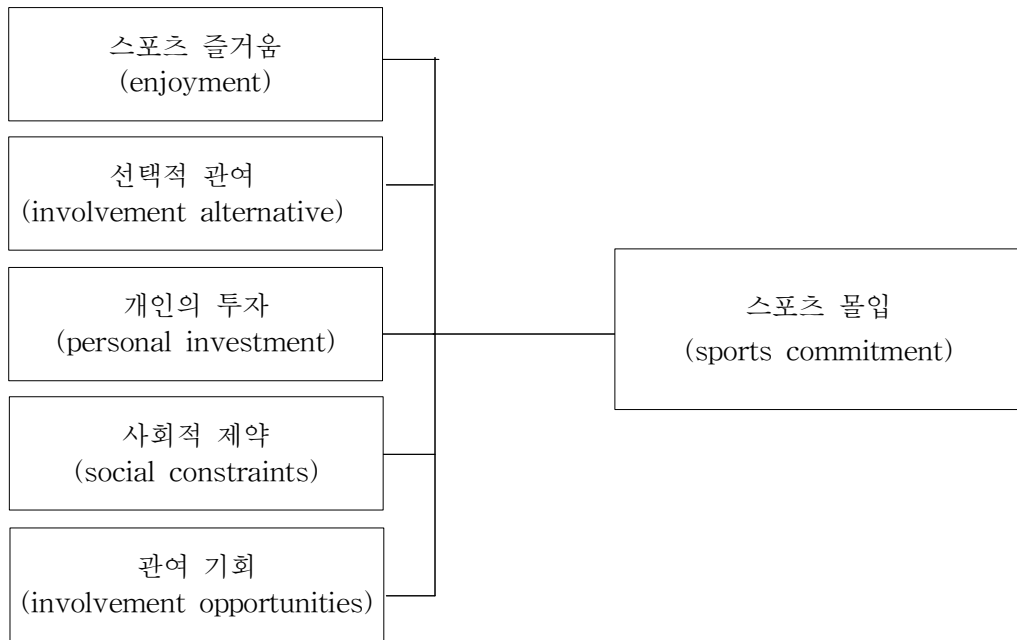 스포츠 즐거움
(enjoyment)
선택적 관여
(involvement alternative)
개인의 투자
(personal investment)
사회적 제약
(social constraints)
관여 기회
(involvement opportunities)
스포츠 몰입
(sports commitment)